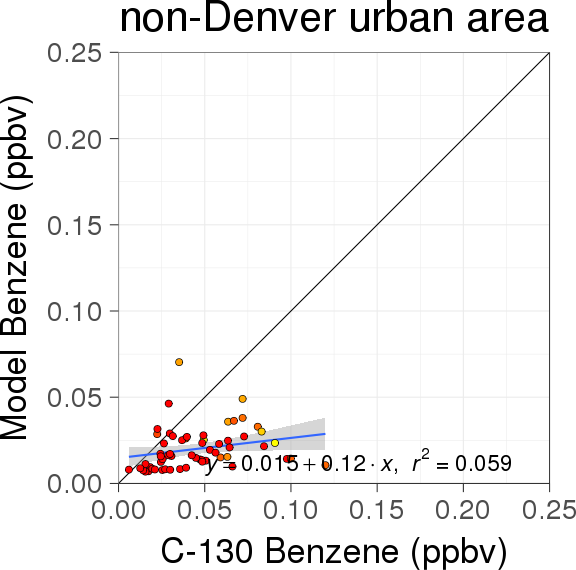 non-Denver urban area
Model Benzene (ppbv)
0.25
0.20
0.15
0.10
0.05
0.00
y = 0.015 + 0.12 · x, r² = 0.059
0.00 0.05 0.10 0.15 0.20 0.25
C-130 Benzene (ppbv)